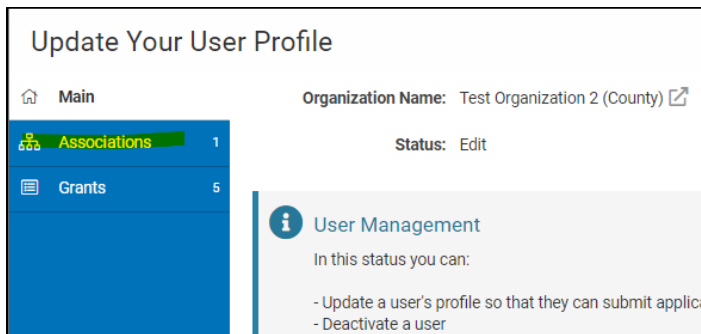 Update Your User Profile
Main
Organization Name: Test Organization 2 (County)
Associations 1
Status: Edit
Grants 5
User Management
In this status you can:
- Update a user's profile so that they can submit applica
- Deactivate a user